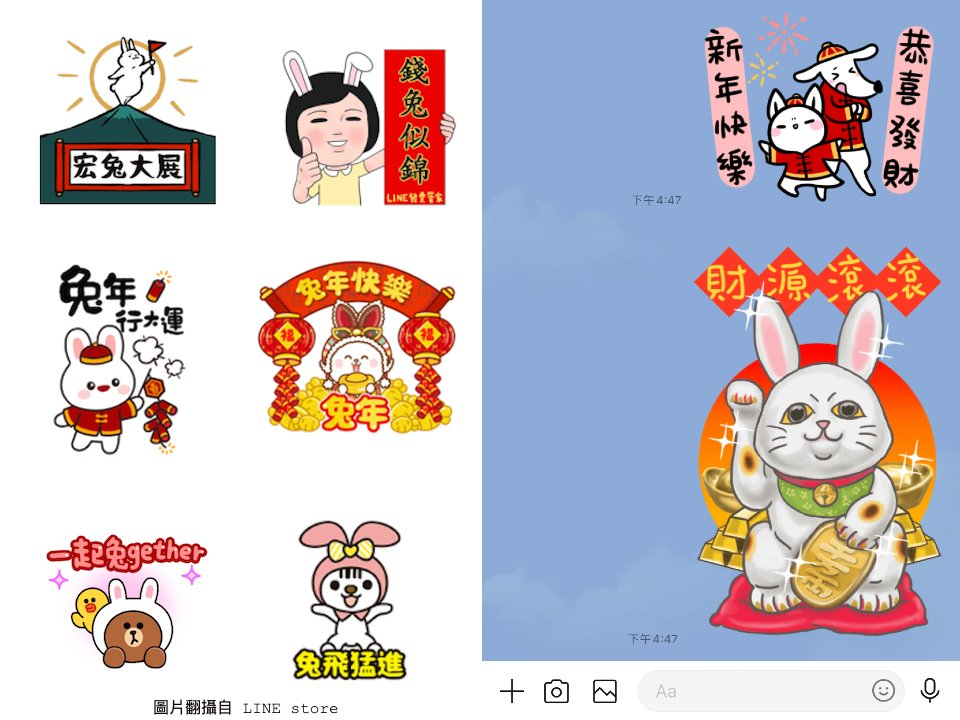 宏兔大展
錢兔似錦
LINE發票管家
兔年
行大運
兔年快樂
福
福
兔年
一起兔gether
兔飛猛進
圖片翻攝自 LINE store
新年快樂
恭喜發財
下午4:47
財源滾滾
下午4:47
Aa